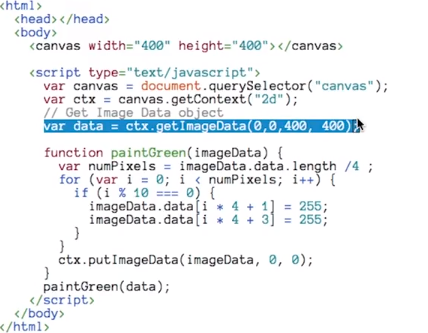 <html>
<head></head>
<body>
<canvas width="400" height="400"></canvas>
<script type="text/javascript">
var canvas = document.querySelector("canvas");
var ctx = canvas.getContext("2d");
// Get Image Data object
var data = ctx.getImageData(0,0,400, 400);
function paintGreen(imageData) {
var numPixels = imageData.data.length /4 ;
for (var i = 0; i < numPixels; i++) {
if (i % 10 === 0) {
imageData.data[i * 4 + 1] = 255;
imageData.data[i * 4 + 3] = 255;
}
}
ctx.putImageData(imageData, 0, 0);
}
paintGreen(data);
</script>
</body>
</html>